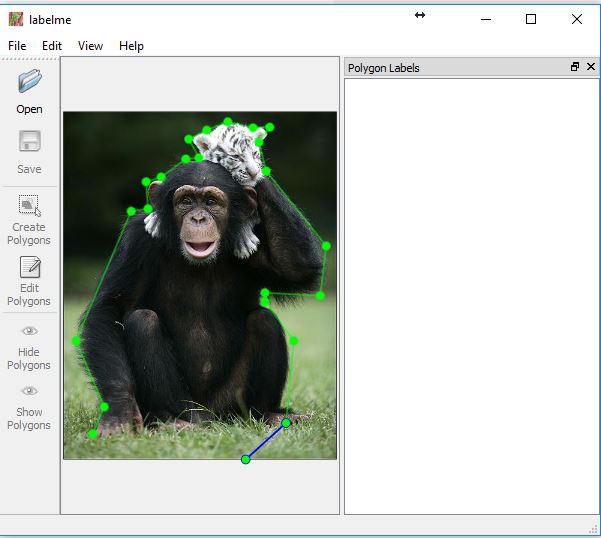 labelme
File Edit View Help
Polygon Labels
Open
Save
Create
Polygons
Edit
Polygons
Hide
Polygons
Show
Polygons